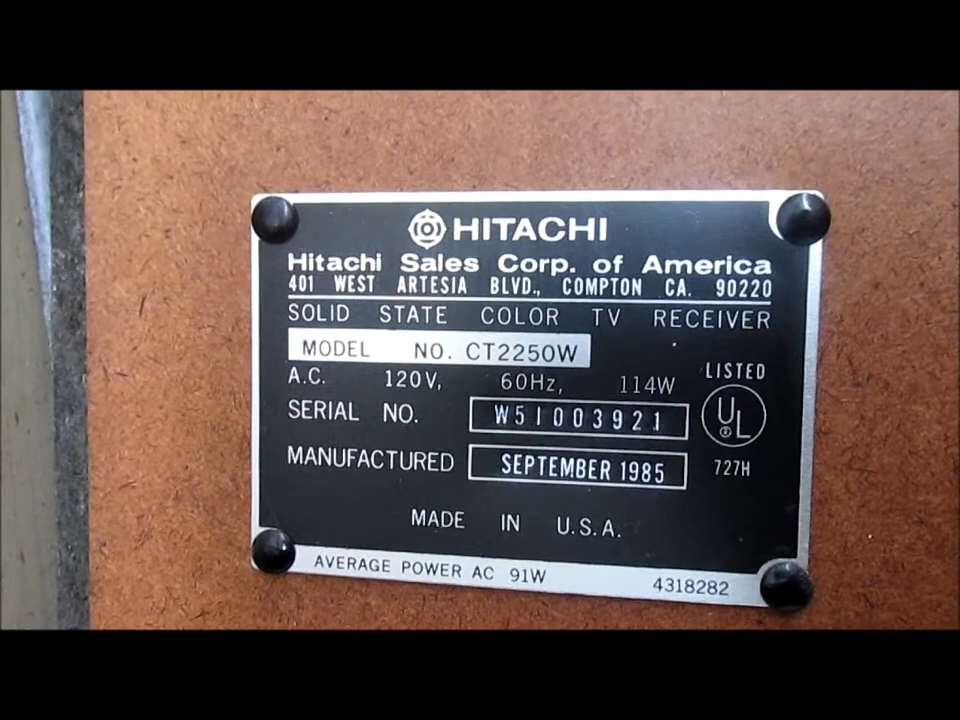 HITACHI
Hitachi Sales Corp. of America
401 WEST ARTESIA BLVD., COMPTON CA. 90220
SOLID STATE COLOR TV RECEIVER
MODEL NO. CT2250W
A.C. 120V, 60Hz, 114W
LISTED
SERIAL NO. W51003921
UL
MANUFACTURED SEPTEMBER 1985
727H
MADE IN U.S.A.
AVERAGE POWER AC 91W
4318282